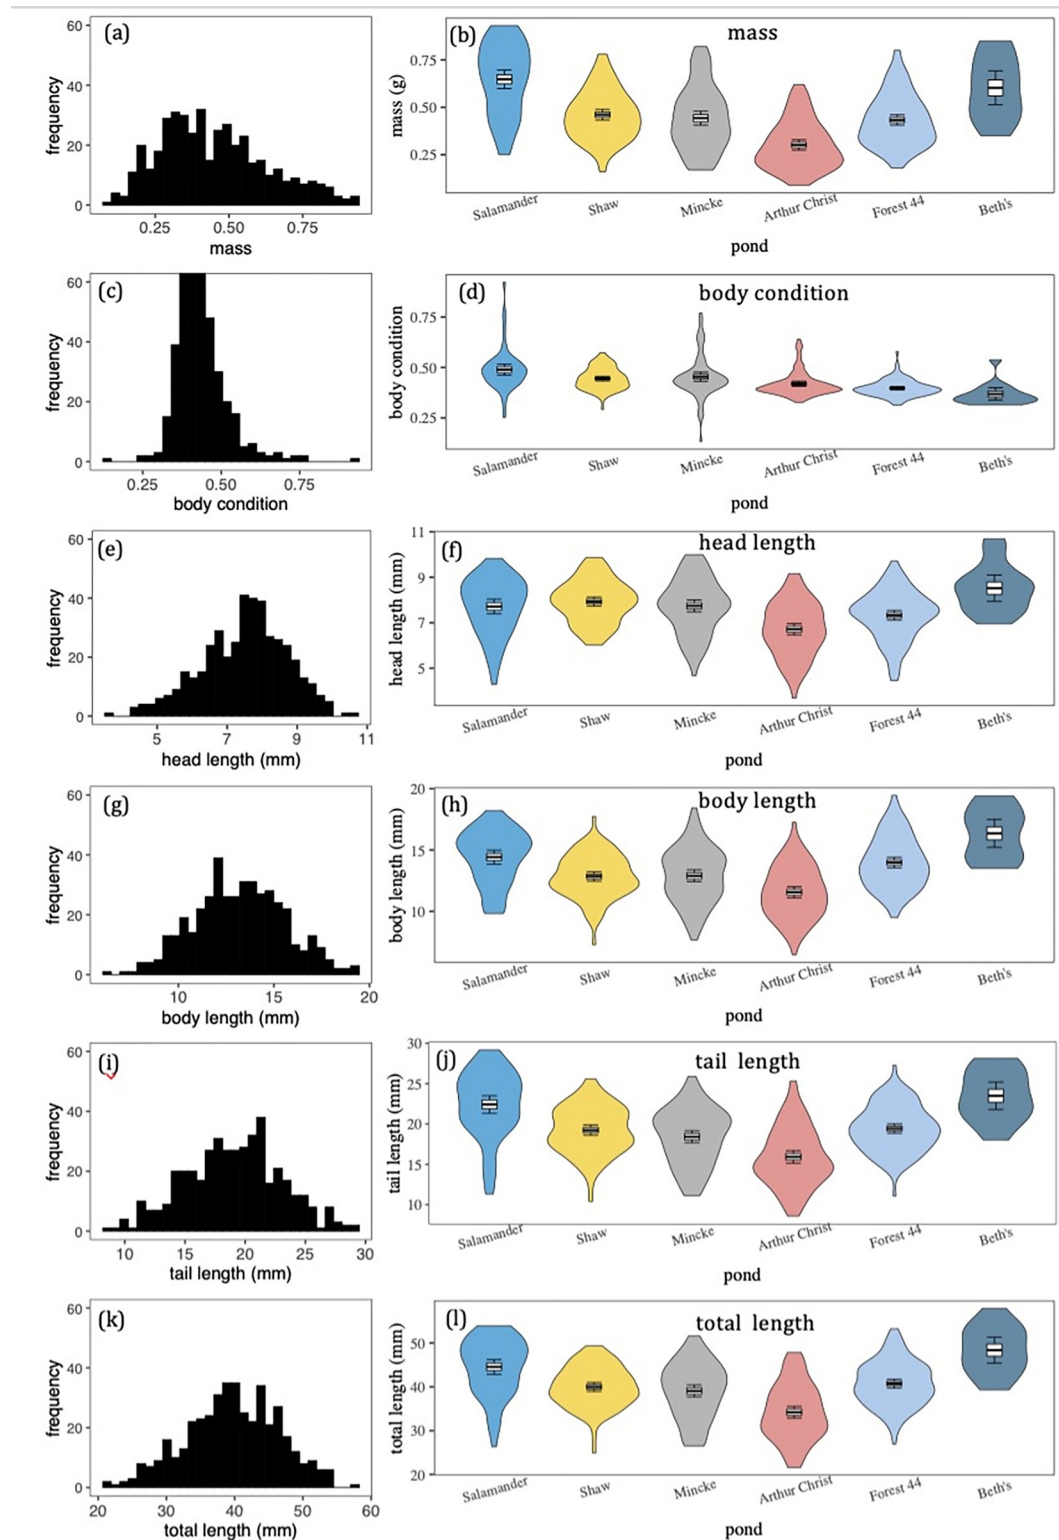 (a)
60
40
20
0
frequency
0.25 0.50 0.75
mass
(b)
mass
0.75
0.50
0.25
mass (g)
Salamander Shaw Mincke Arthur Christ Forest 44 Beth's
pond
(c)
60
40
20
0
frequency
0.25 0.50 0.75
body condition
(d)
body condition
0.75
0.50
0.25
body condition
Salamander Shaw Mincke Arthur Christ Forest 44 Beth's
pond
(e)
60
40
20
0
frequency
5 7 9 11
head length (mm)
(f)
head length
11
9
7
5
head length (mm)
Salamander Shaw Mincke Arthur Christ Forest 44 Beth's
pond
(g)
60
40
20
0
frequency
10 15 20
body length (mm)
(h)
body length
20
15
10
body length (mm)
Salamander Shaw Mincke Arthur Christ Forest 44 Beth's
pond
(i)
60
40
20
0
frequency
10 15 20 25 30
tail length (mm)
(j)
tail length
30
25
20
15
10
tail length (mm)
Salamander Shaw Mincke Arthur Christ Forest 44 Beth's
pond
(k)
60
40
20
0
frequency
20 30 40 50 60
total length (mm)
(l)
total length
50
40
30
20
total length (mm)
Salamander Shaw Mincke Arthur Christ Forest 44 Beth's
pond